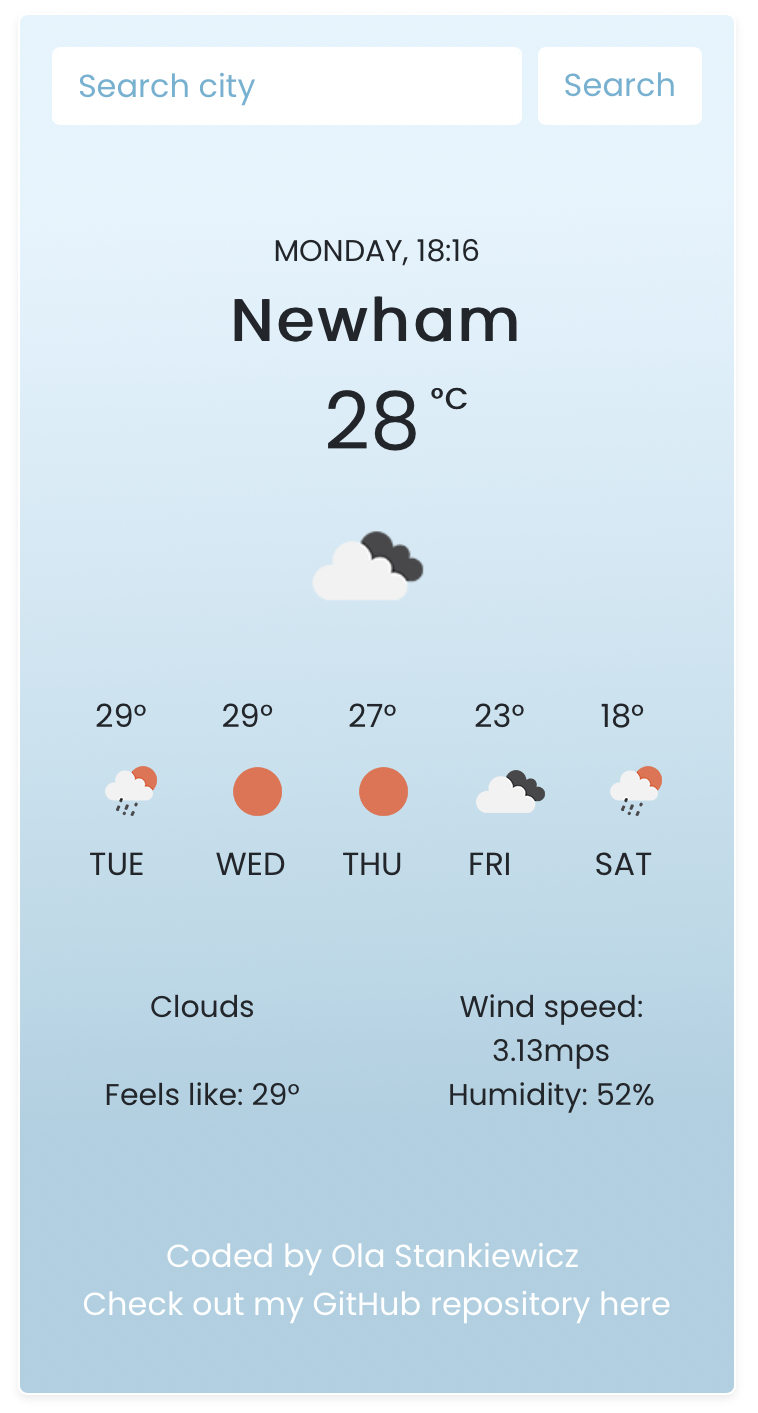 Search city
Search
MONDAY, 18:16
Newham
28 °C
29° 29° 27° 23° 18°
TUE WED THU FRI SAT
Clouds
Feels like: 29°
Wind speed:
3.13mps
Humidity: 52%
Coded by Ola Stankiewicz
Check out my GitHub repository here